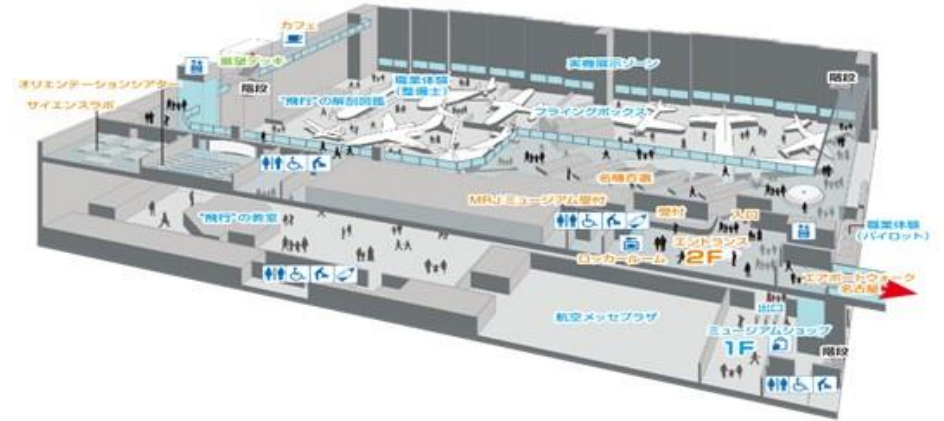 カフェ
展望デッキ
オリエンテーションシアター
サイエンスラボ
階段
職業体験
(整備士)
"飛行"の解剖図鑑
実機展示ゾーン
フライングボックス
階段
名機百選
MRJミュージアム受付
受付
入口
"飛行"の教室
エントランス
2F
ロッカールーム
職業体験
(パイロット)
エアポートウォーク
名古屋
出口
航空メッセプラザ
ミュージアムショップ
1F
階段